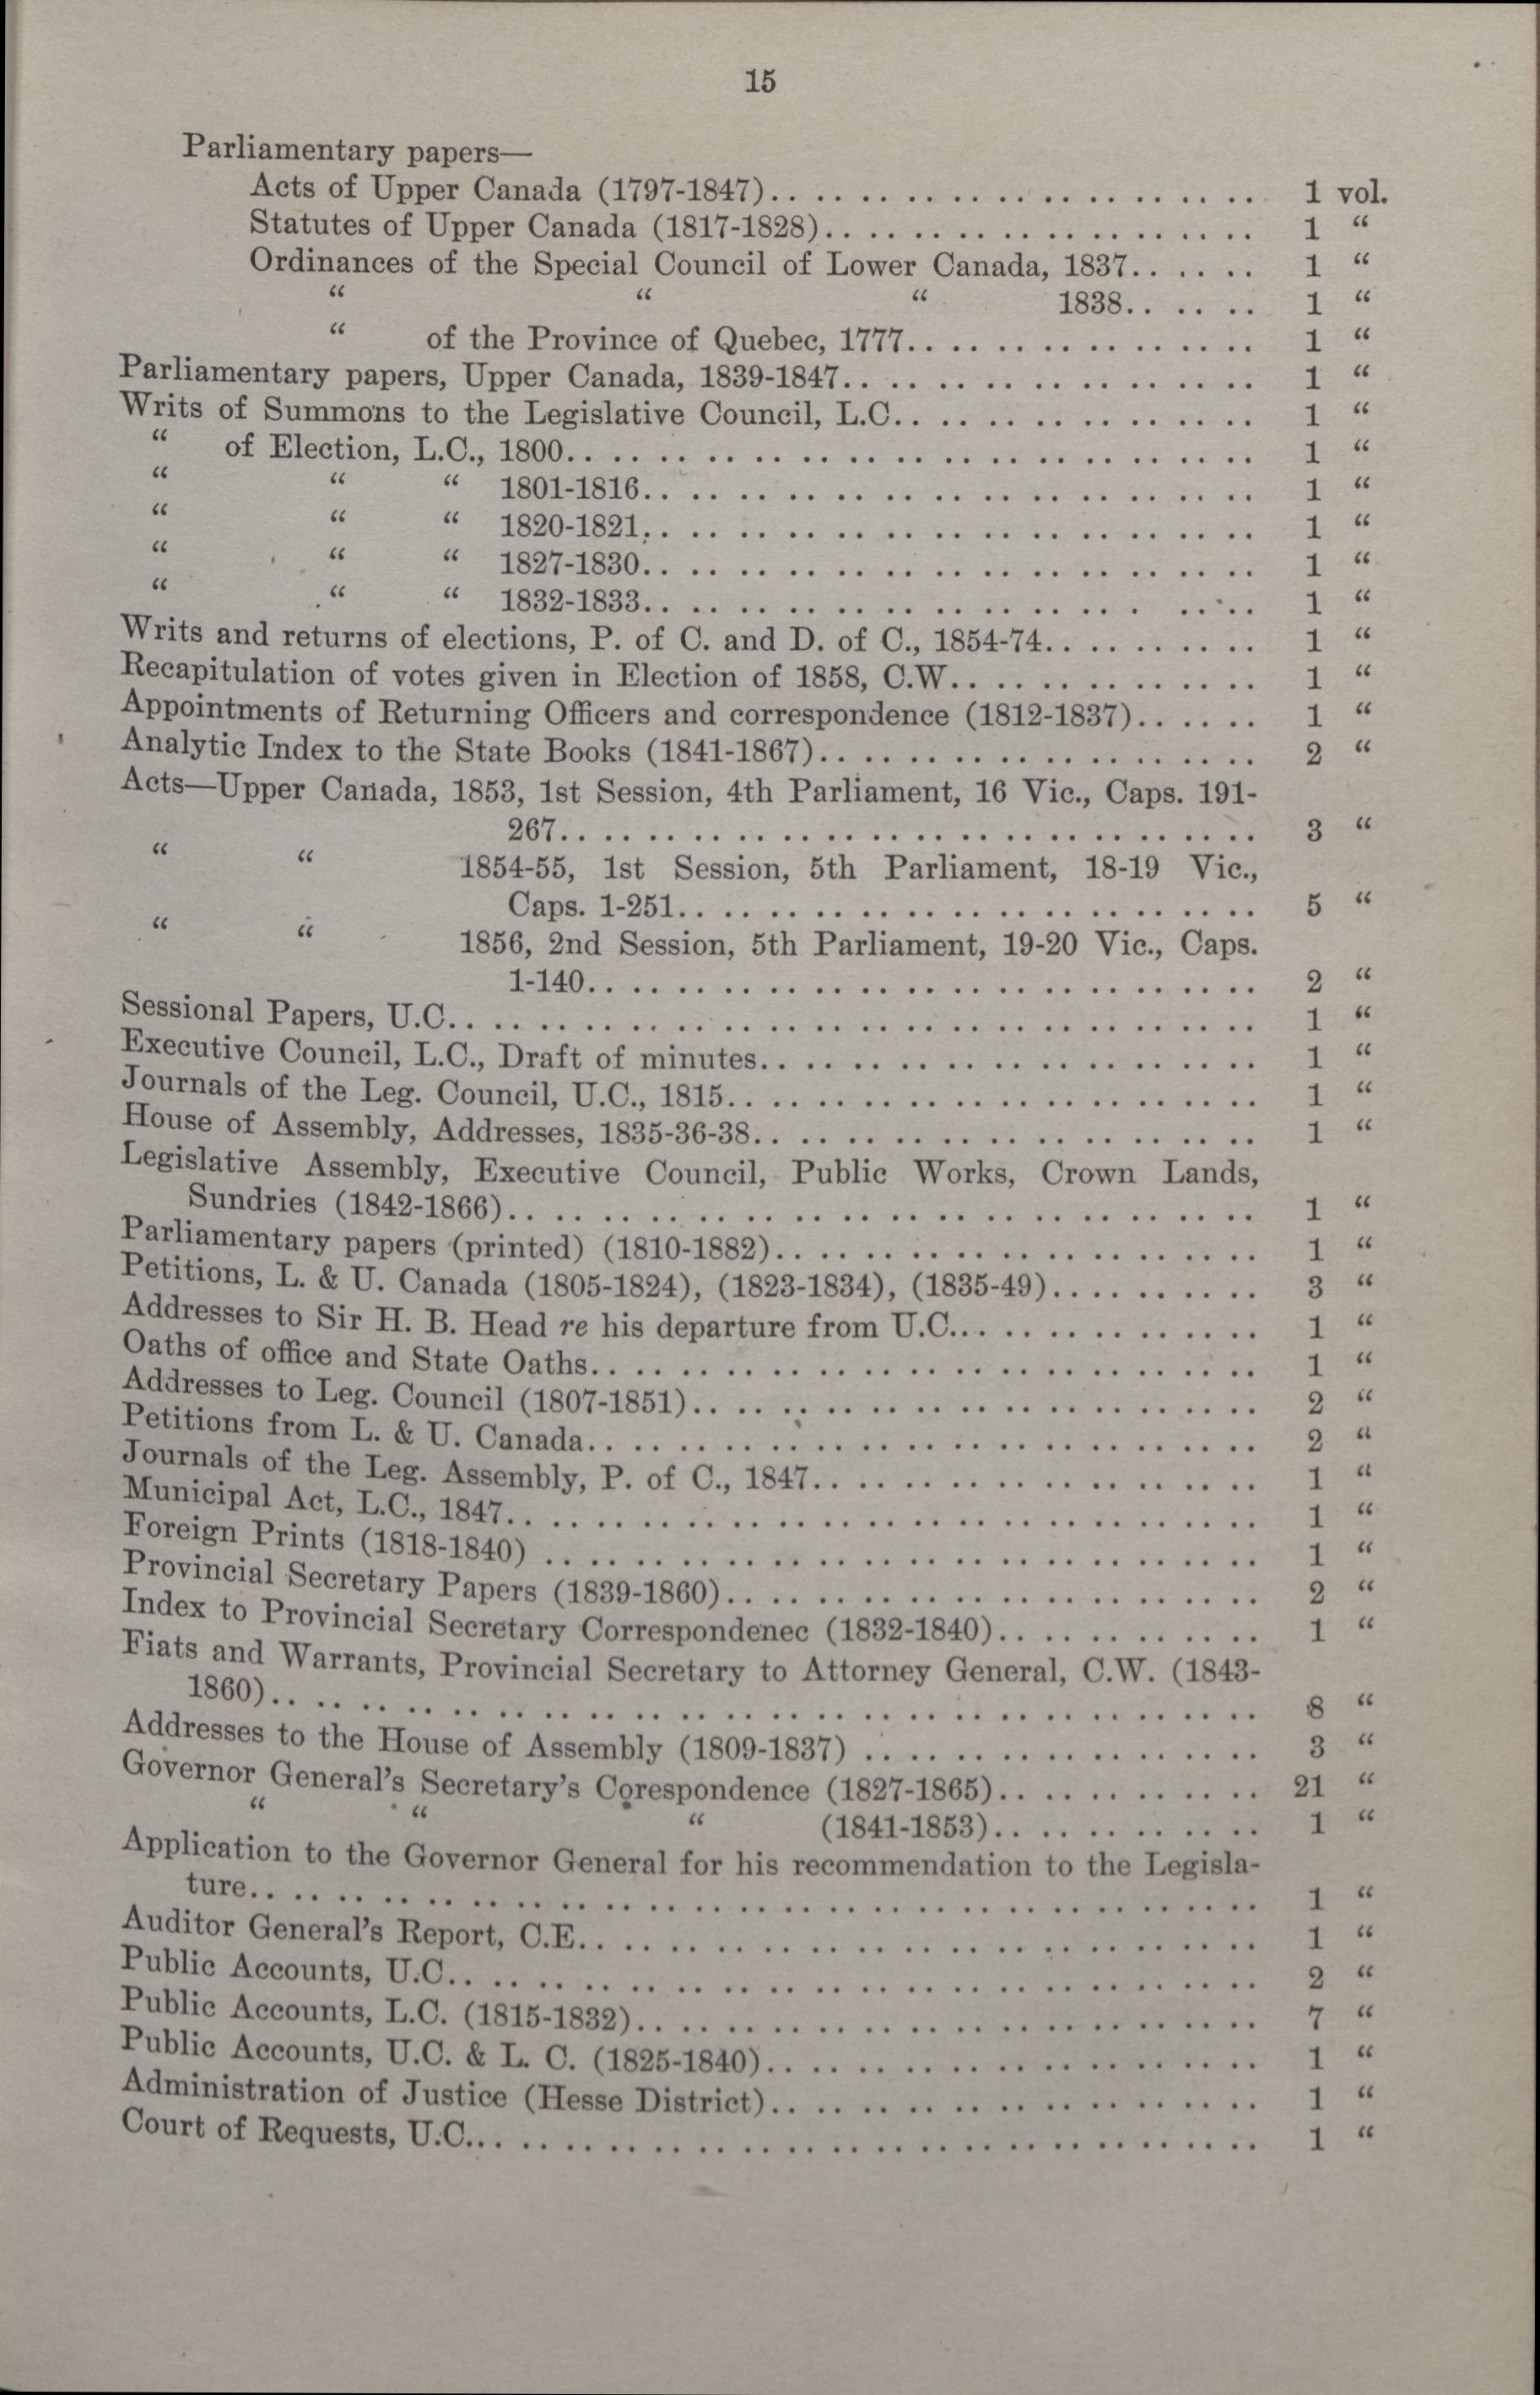 15
Parliamentary papers—
Acts of Upper Canada (1797-1847).. .. .. .. .. .. .. .. .. .. .. 1 vol.
Statutes of Upper Canada (1817-1828).. .. .. .. .. .. .. .. .. .. 1 “
Ordinances of the Special Council of Lower Canada, 1837.. .. .. 1 “
“ “ “ 1838.. .. .. 1 “
“ of the Province of Quebec, 1777.. .. .. .. .. .. .. .. 1 “
Parliamentary papers, Upper Canada, 1839-1847.. .. .. .. .. .. .. .. .. 1 “
Writs of Summons to the Legislative Council, L.C.. .. .. .. .. .. .. .. 1 “
“ of Election, L.C., 1800.. .. .. .. .. .. .. .. .. .. .. .. .. .. .. 1 “
“ “ “ 1801-1816.. .. .. .. .. .. .. .. .. .. .. .. .. 1 “
“ “ “ 1820-1821.. .. .. .. .. .. .. .. .. .. .. .. .. 1 “
“ “ “ 1827-1830.. .. .. .. .. .. .. .. .. .. .. .. .. 1 “
“ “ “ 1832-1833.. .. .. .. .. .. .. .. .. .. .. .. .. 1 “
Writs and returns of elections, P. of C. and D. of C., 1854-74.. .. .. .. .. 1 “
Recapitulation of votes given in Election of 1858, C.W.. .. .. .. .. .. .. 1 “
Appointments of Returning Officers and correspondence (1812-1837).. .. .. 1 “
Analytic Index to the State Books (1841-1867).. .. .. .. .. .. .. .. .. .. 2 “
Acts—Upper Canada, 1853, 1st Session, 4th Parliament, 16 Vic., Caps. 191-
267.. .. .. .. .. .. .. .. .. .. .. .. .. .. .. 3 “
“ “ 1854-55, 1st Session, 5th Parliament, 18-19 Vic.,
Caps. 1-251.. .. .. .. .. .. .. .. .. .. .. .. .. 5 “
“ “ 1856, 2nd Session, 5th Parliament, 19-20 Vic., Caps.
1-140.. .. .. .. .. .. .. .. .. .. .. .. .. .. .. 2 “
Sessional Papers, U.C.. .. .. .. .. .. .. .. .. .. .. .. .. .. .. .. .. .. 1 “
Executive Council, L.C., Draft of minutes.. .. .. .. .. .. .. .. .. .. .. 1 “
Journals of the Leg. Council, U.C., 1815.. .. .. .. .. .. .. .. .. .. .. .. 1 “
House of Assembly, Addresses, 1835-36-38.. .. .. .. .. .. .. .. .. .. .. 1 “
Legislative Assembly, Executive Council, Public Works, Crown Lands,
Sundries (1842-1866).. .. .. .. .. .. .. .. .. .. .. .. .. .. .. .. 1 “
Parliamentary papers (printed) (1810-1882).. .. .. .. .. .. .. .. .. .. .. 1 “
Petitions, L. & U. Canada (1805-1824), (1823-1834), (1835-49).. .. .. .. .. 3 “
Addresses to Sir H. B. Head re his departure from U.C.. .. .. .. .. .. .. 1 “
Oaths of office and State Oaths.. .. .. .. .. .. .. .. .. .. .. .. .. .. .. 1 “
Addresses to Leg. Council (1807-1851).. .. .. .. .. .. .. .. .. .. .. .. .. 2 “
Petitions from L. & U. Canada.. .. .. .. .. .. .. .. .. .. .. .. .. .. .. 2 “
Journals of the Leg. Assembly, P. of C., 1847.. .. .. .. .. .. .. .. .. .. 1 “
Municipal Act, L.C., 1847.. .. .. .. .. .. .. .. .. .. .. .. .. .. .. .. .. 1 “
Foreign Prints (1818-1840) .. .. .. .. .. .. .. .. .. .. .. .. .. .. .. .. 1 “
Provincial Secretary Papers (1839-1860).. .. .. .. .. .. .. .. .. .. .. .. 2 “
Index to Provincial Secretary Correspondenec (1832-1840).. .. .. .. .. .. 1 “
Fiats and Warrants, Provincial Secretary to Attorney General, C.W. (1843-
1860).. .. .. .. .. .. .. .. .. .. .. .. .. .. .. .. .. .. .. .. .. .. 8 “
Addresses to the House of Assembly (1809-1837) .. .. .. .. .. .. .. .. .. 3 “
Governor General’s Secretary’s Corespondence (1827-1865).. .. .. .. .. .. 21 “
“ “ “ (1841-1853).. .. .. .. .. .. 1 “
Application to the Governor General for his recommendation to the Legisla-
ture.. .. .. .. .. .. .. .. .. .. .. .. .. .. .. .. .. .. .. .. .. .. 1 “
Auditor General’s Report, C.E.. .. .. .. .. .. .. .. .. .. .. .. .. .. .. 1 “
Public Accounts, U.C.. .. .. .. .. .. .. .. .. .. .. .. .. .. .. .. .. .. 2 “
Public Accounts, L.C. (1815-1832).. .. .. .. .. .. .. .. .. .. .. .. .. .. 7 “
Public Accounts, U.C. & L. C. (1825-1840).. .. .. .. .. .. .. .. .. .. .. 1 “
Administration of Justice (Hesse District).. .. .. .. .. .. .. .. .. .. .. 1 “
Court of Requests, U.C.. .. .. .. .. .. .. .. .. .. .. .. .. .. .. .. .. .. 1 “